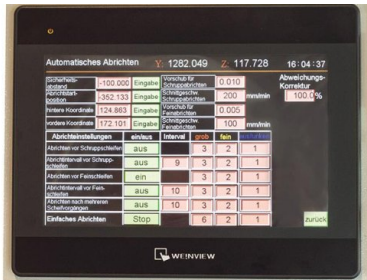 Automatisches Abrichten Y: 1282.049 Z: 117.728 16:04:37
Sicherheits-
abstand -100.000 Eingabe Vorschub für
Schruppabrichten 0.010 Abweichungs-
Korrektur
Abrichtstart-
position -352.133 Eingabe Schnittgeschw.
Schruppabrichten 200 mm/min 100.0 %
hintere Koordinate 124.863 Eingabe Vorschub für
Feinabrichten 0.005
vordere Koordinate 172.101 Eingabe Schnittgeschw.
Feinabrichten 100 mm/min
Abrichteinstellungen ein/aus Interval grob fein
Abrichten vor Schruppschleifen aus 3 2 1
Abrichtintervall vor Schrupp-
schleifen aus 9 3 2 1
Abrichten vor Feinschleifen ein 3 2 1
Abrichtintervall vor Fein-
schleifen aus 10 3 2 1
Abrichten nach mehreren
Schleifvorgängen aus 10 3 2 1
Einfaches Abrichten Stop 6 2 1 zurück
WEINVIEW